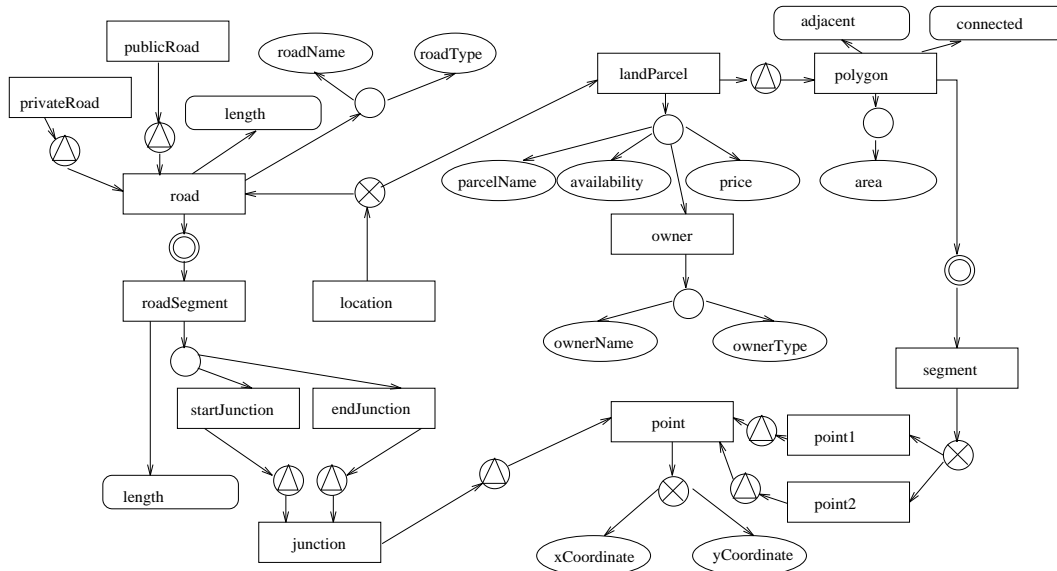 adjacent
connected
publicRoad
roadName
roadType
landParcel
polygon
privateRoad
length
parcelName
availability
price
area
road
owner
roadSegment
location
ownerName
ownerType
segment
startJunction
endJunction
point
point1
length
point2
junction
xCoordinate
yCoordinate